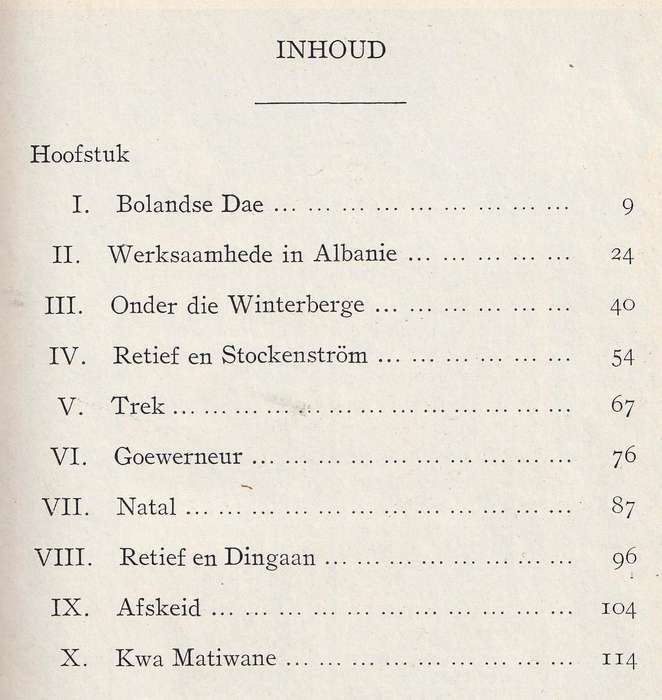 INHOUD
Hoofstuk
I. Bolandse Dae ... ... ... ... ... ... ... ... ... 9
II. Werksaamhede in Albanie ... ... ... ... ... 24
III. Onder die Winterberge ... ... ... ... ... ... 40
IV. Retief en Stockenström ... ... ... ... ... ... 54
V. Trek ... ... ... ... ... ... ... ... ... ... ... ... 67
VI. Goewerneur ... ... ... ... ... ... ... ... ... ... 76
VII. Natal ... ... ... ... ... ... ... ... ... ... ... ... 87
VIII. Retief en Dingaan ... ... ... ... ... ... ... ... 96
IX. Afskeid ... ... ... ... ... ... ... ... ... ... ... 104
X. Kwa Matiwane ... ... ... ... ... ... ... ... ... 114